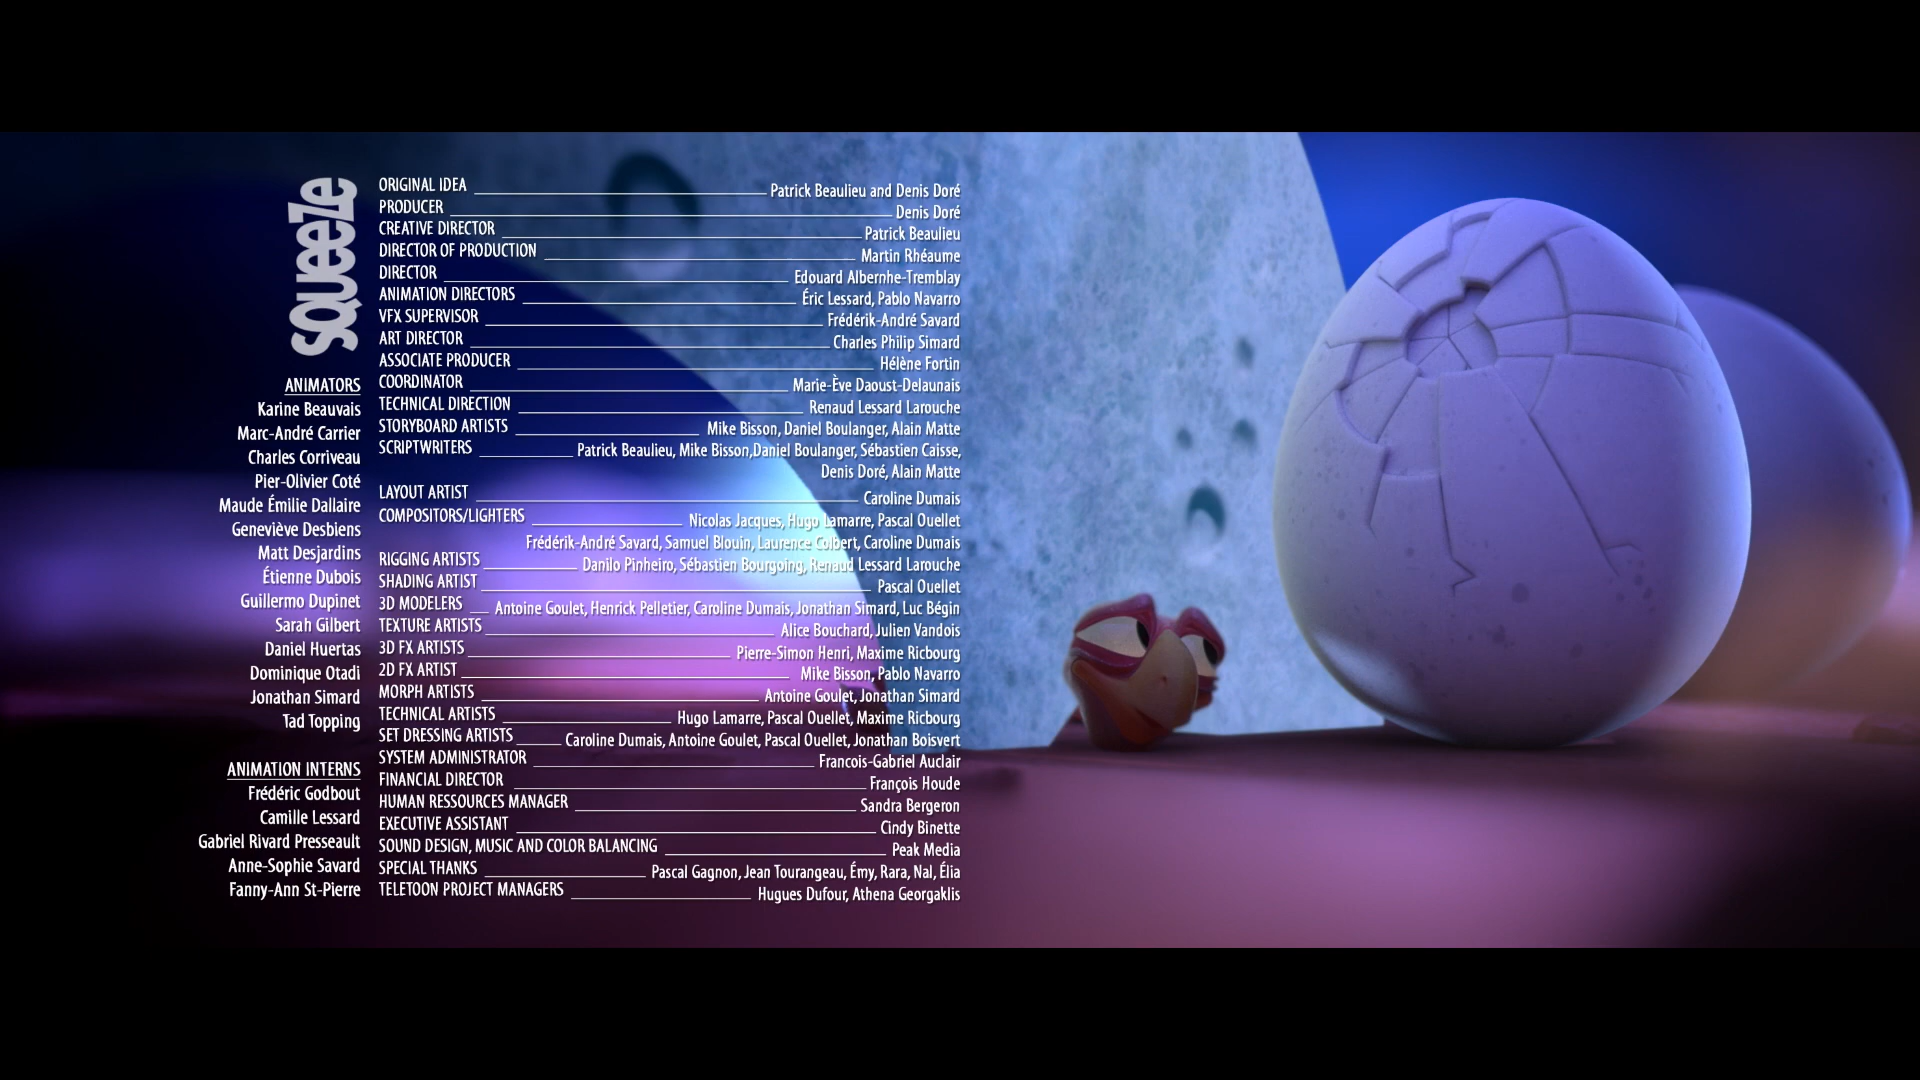 squeeze
ANIMATORS
Karine Beauvais
Marc-André Carrier
Charles Corriveau
Pier-Olivier Coté
Maude Émilie Dallaire
Geneviève Desbiens
Matt Desjardins
Étienne Dubois
Guillermo Dupinet
Sarah Gilbert
Daniel Huertas
Dominique Otadi
Jonathan Simard
Tad Topping
ANIMATION INTERNS
Frédéric Godbout
Camille Lessard
Gabriel Rivard Presseault
Anne-Sophie Savard
Fanny-Ann St-Pierre
ORIGINAL IDEA Patrick Beaulieu and Denis Doré
PRODUCER Denis Doré
CREATIVE DIRECTOR Patrick Beaulieu
DIRECTOR OF PRODUCTION Martin Rhéaume
DIRECTOR Edouard Albernhe-Tremblay
ANIMATION DIRECTORS Éric Lessard, Pablo Navarro
VFX SUPERVISOR Frédérik-André Savard
ART DIRECTOR Charles Philip Simard
ASSOCIATE PRODUCER Hélène Fortin
COORDINATOR Marie-Ève Daoust-Delaunais
TECHNICAL DIRECTION Renaud Lessard Larouche
STORYBOARD ARTISTS Mike Bisson, Daniel Boulanger, Alain Matte
SCRIPTWRITERS Patrick Beaulieu, Mike Bisson,Daniel Boulanger, Sébastien Caisse,
Denis Doré, Alain Matte
LAYOUT ARTIST Caroline Dumais
COMPOSITORS/LIGHTERS Nicolas Jacques, Hugo Lamarre, Pascal Ouellet
Frédérik-André Savard, Samuel Blouin, Laurence Colbert, Caroline Dumais
RIGGING ARTISTS Danilo Pinheiro, Sébastien Bourgoing, Renaud Lessard Larouche
SHADING ARTIST Pascal Ouellet
3D MODELERS Antoine Goulet, Henrick Pelletier, Caroline Dumais, Jonathan Simard, Luc Bégin
TEXTURE ARTISTS Alice Bouchard, Julien Vandois
3D FX ARTISTS Pierre-Simon Henri, Maxime Ricbourg
2D FX ARTIST Mike Bisson, Pablo Navarro
MORPH ARTISTS Antoine Goulet, Jonathan Simard
TECHNICAL ARTISTS Hugo Lamarre, Pascal Ouellet, Maxime Ricbourg
SET DRESSING ARTISTS Caroline Dumais, Antoine Goulet, Pascal Ouellet, Jonathan Boisvert
SYSTEM ADMINISTRATOR Francois-Gabriel Auclair
FINANCIAL DIRECTOR François Houde
HUMAN RESSOURCES MANAGER Sandra Bergeron
EXECUTIVE ASSISTANT Cindy Binette
SOUND DESIGN, MUSIC AND COLOR BALANCING Peak Media
SPECIAL THANKS Pascal Gagnon, Jean Tourangeau, Émy, Rara, Nal, Élia
TELETOON PROJECT MANAGERS Hugues Dufour, Athena Georgaklis